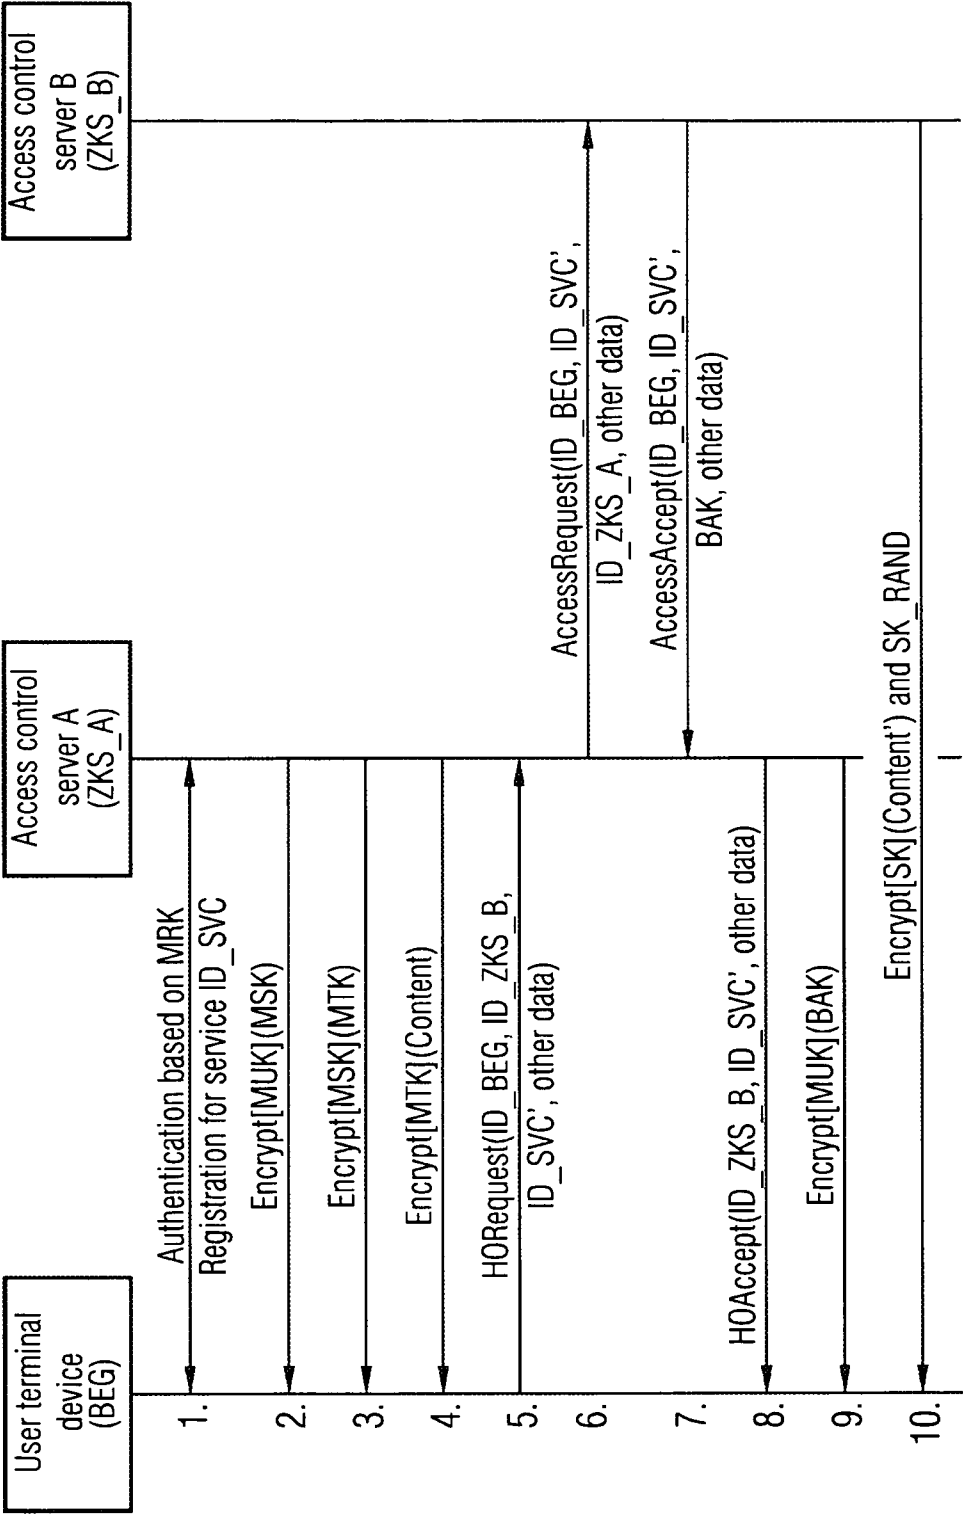 User terminal
device
(BEG)
Access control
server A
(ZKS_A)
Access control
server B
(ZKS_B)
1.
Authentication based on MRK
Registration for service ID_SVC
2.
Encrypt[MUK](MSK)
3.
Encrypt[MSK](MTK)
4.
Encrypt[MTK](Content)
5.
HORequest(ID_BEG, ID_ZKS_B,
ID_SVC', other data)
6.
AccessRequest(ID_BEG, ID_SVC',
ID_ZKS_A, other data)
7.
AccessAccept(ID_BEG, ID_SVC',
BAK, other data)
8.
HOAccept(ID_ZKS_B, ID_SVC', other data)
9.
Encrypt[MUK](BAK)
10.
Encrypt[SK](Content') and SK_RAND